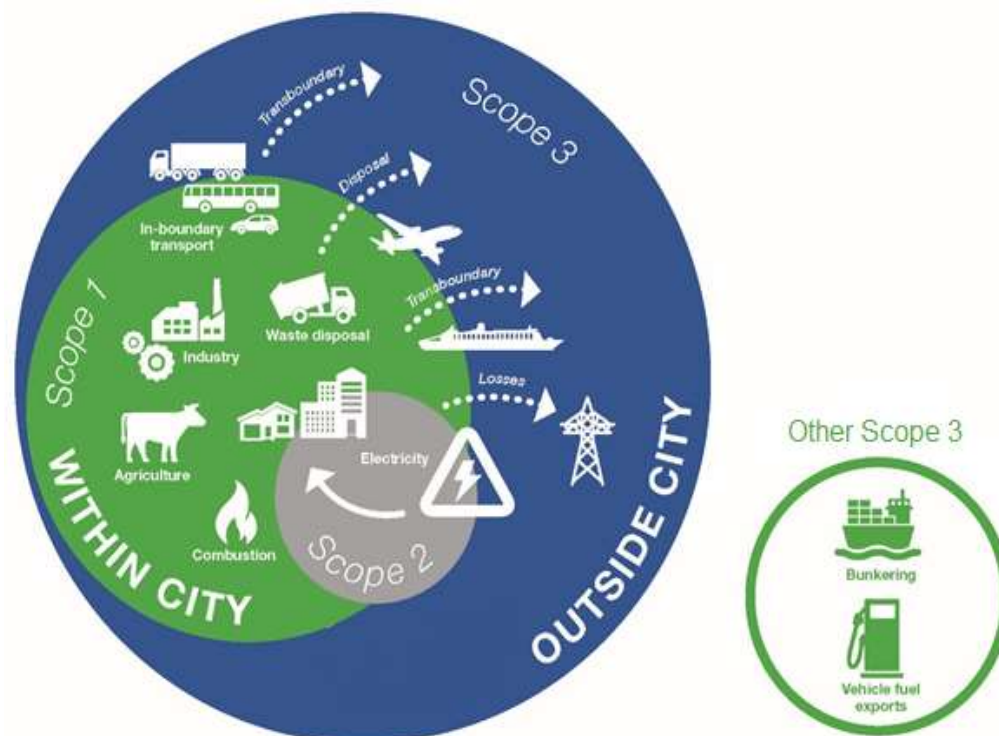 Transboundary
Scope 3
Disposal
In-boundary
transport
Transboundary
Scope 1
Waste disposal
Industry
Losses
Electricity
Agriculture
Combustion
Scope 2
WITHIN CITY
OUTSIDE CITY
Other Scope 3
Bunkering
Vehicle fuel
exports